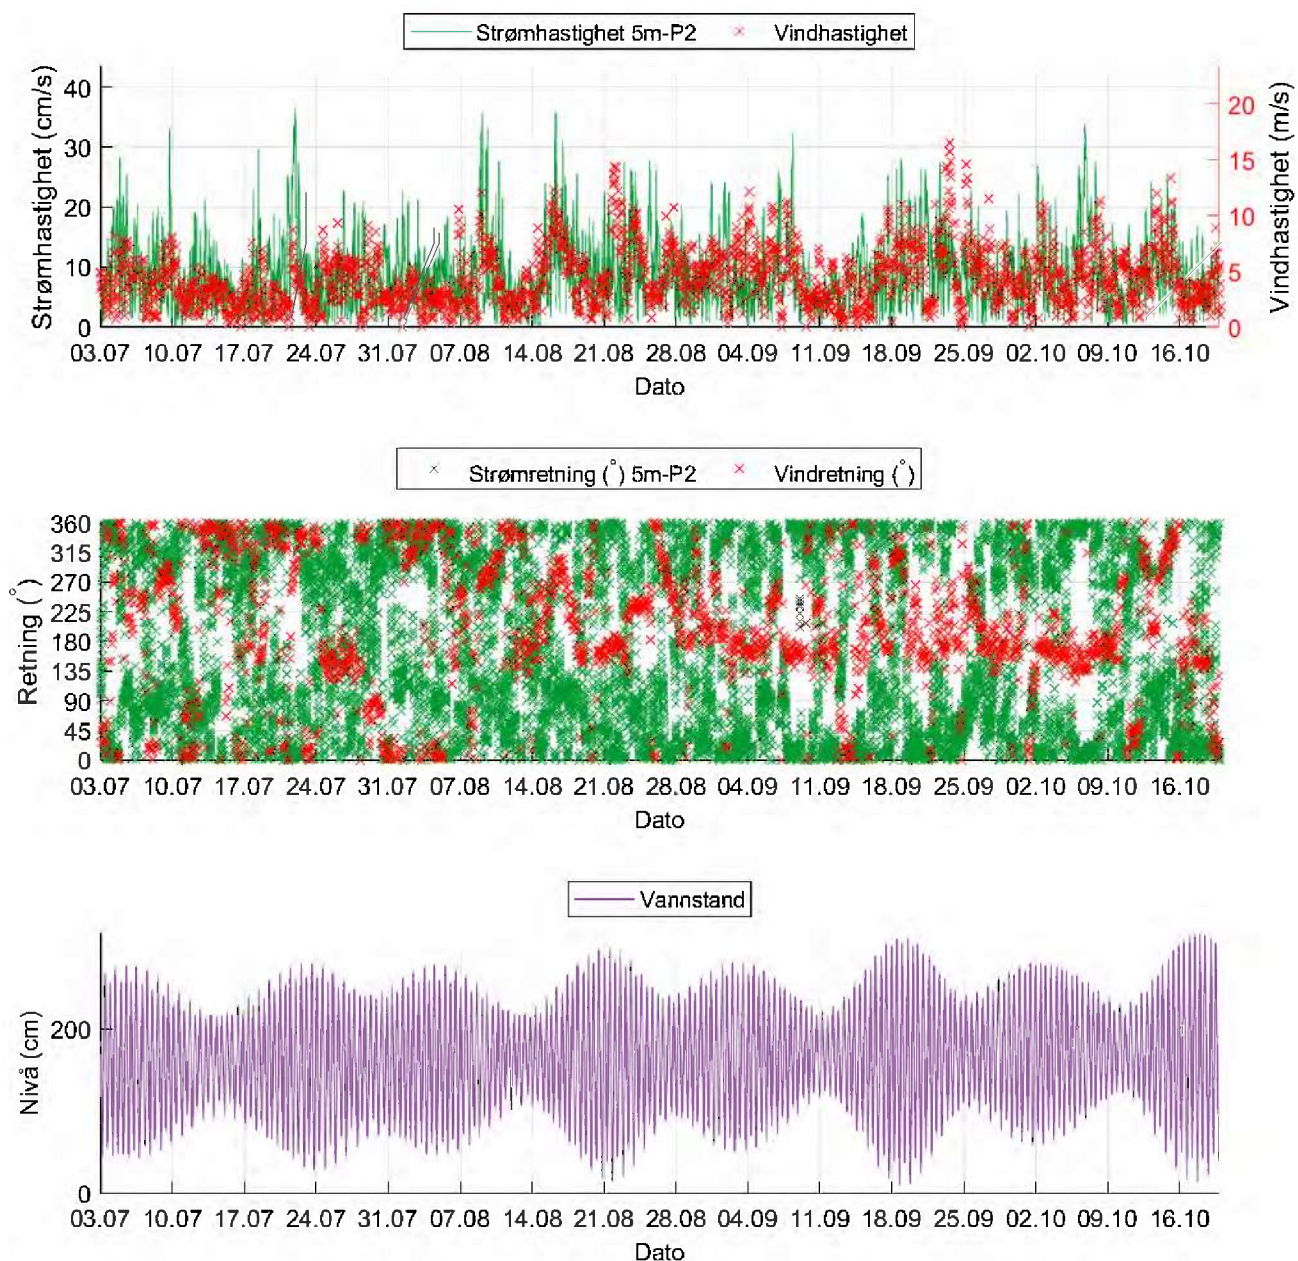 Strømhastighet 5m-P2 Vindhastighet
Strømhastighet (cm/s)
40
30
20
10
0
Vindhastighet (m/s)
20
15
10
5
0
03.07 10.07 17.07 24.07 31.07 07.08 14.08 21.08 28.08 04.09 11.09 18.09 25.09 02.10 09.10 16.10
Dato
Strømretning (°) 5m-P2 Vindretning (°)
Retning (°)
360
315
270
225
180
135
90
45
0
03.07 10.07 17.07 24.07 31.07 07.08 14.08 21.08 28.08 04.09 11.09 18.09 25.09 02.10 09.10 16.10
Dato
Vannstand
Nivå (cm)
200
0
03.07 10.07 17.07 24.07 31.07 07.08 14.08 21.08 28.08 04.09 11.09 18.09 25.09 02.10 09.10 16.10
Dato